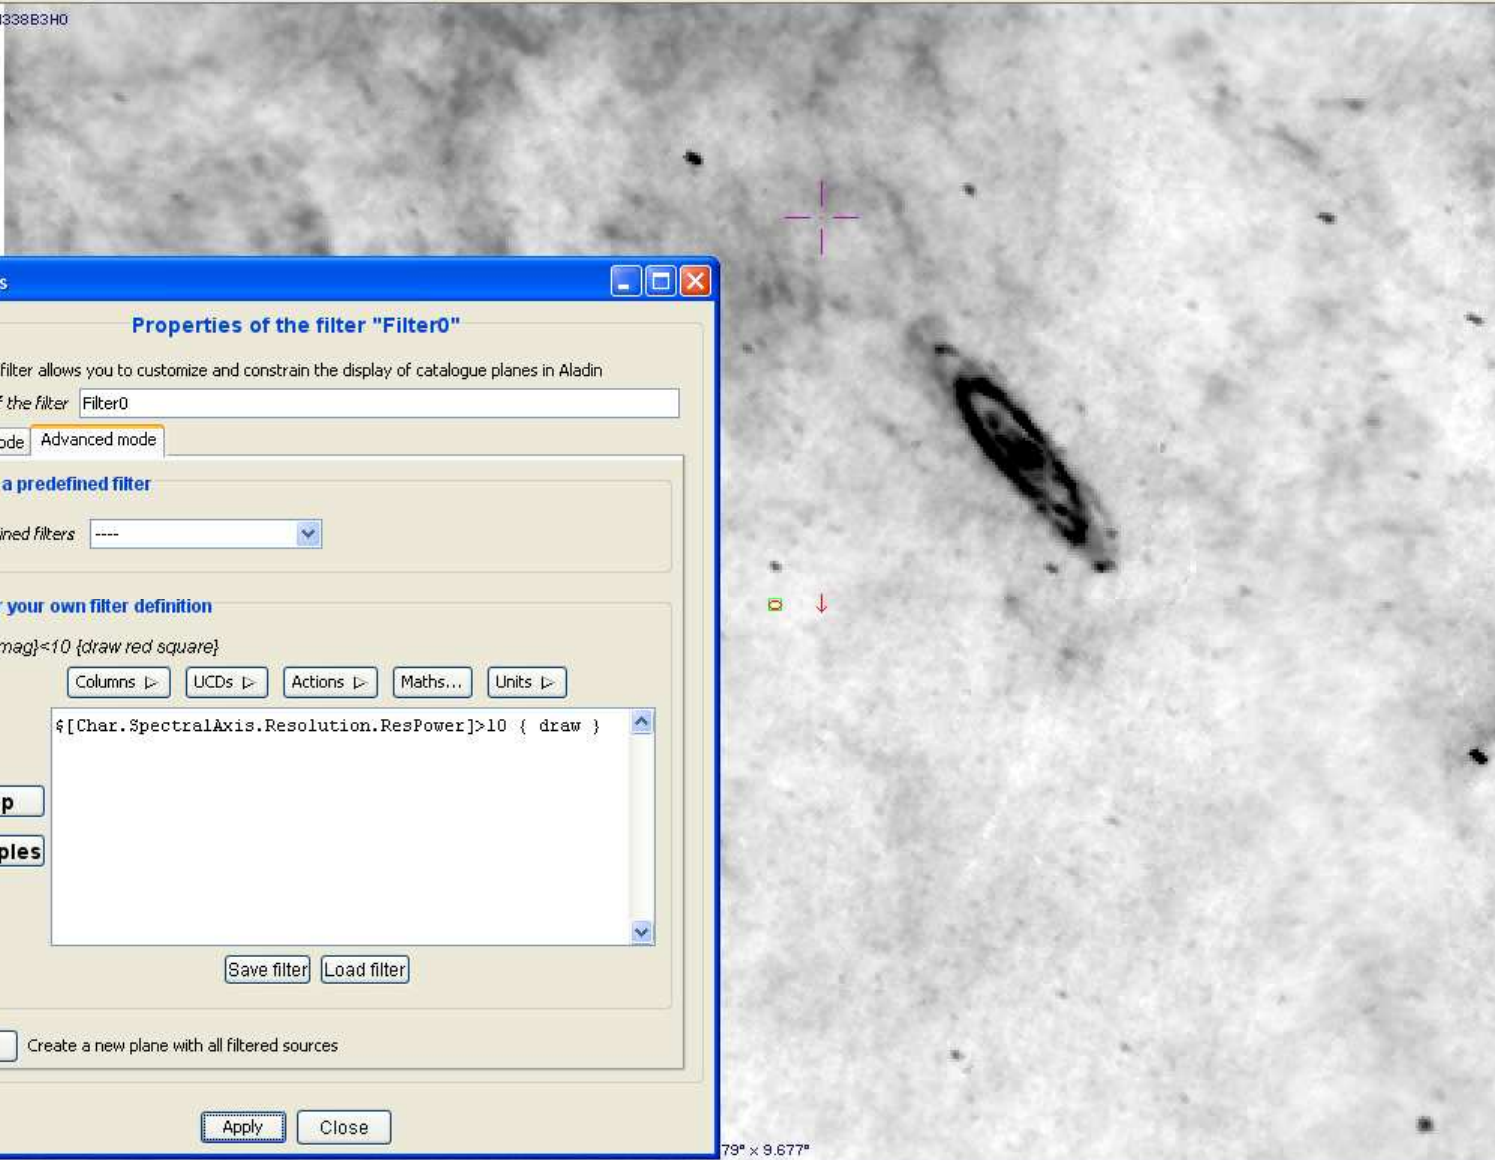 I338B3H0
s
Properties of the filter "Filter0"
filter allows you to customize and constrain the display of catalogue planes in Aladin
f the filter Filter0
ode Advanced mode
a predefined filter
ined filters ----
r your own filter definition
mag}<10 {draw red square}
Columns ▷ UCDs ▷ Actions ▷ Maths... Units ▷
$[Char.SpectralAxis.Resolution.ResPower]>10 { draw }
p
ples
Save filter Load filter
Create a new plane with all filtered sources
Apply Close
79° × 9.677°